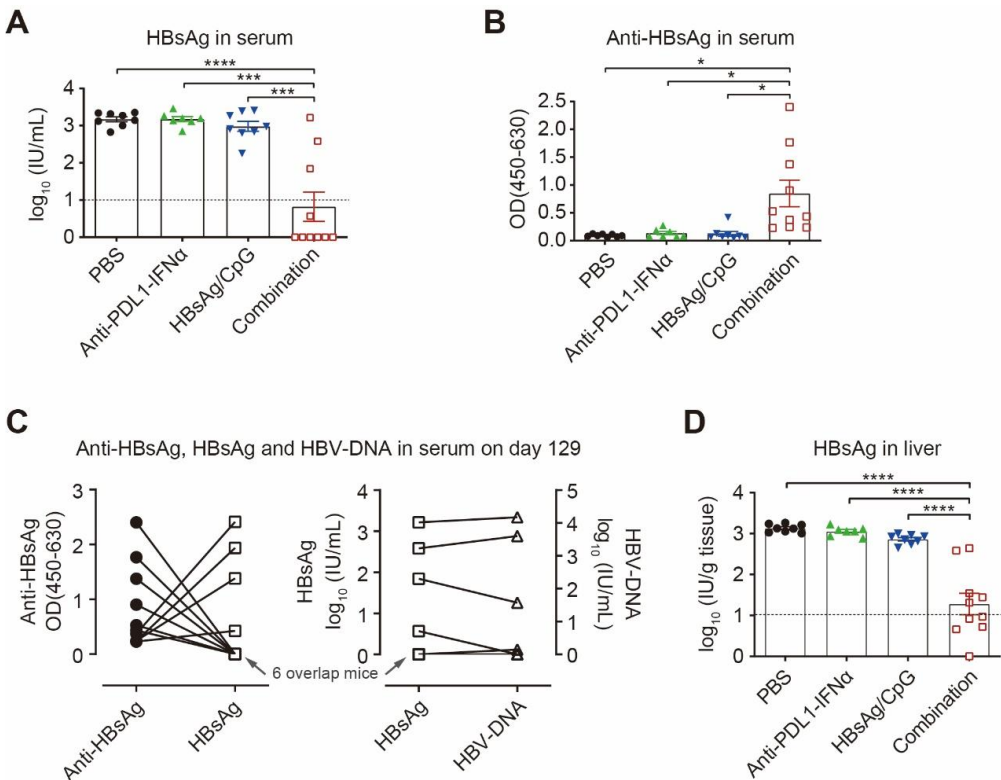 A
HBsAg in serum
****
***
***
log₁₀ (IU/mL)
4
3
2
1
0
PBS
Anti-PDL1-IFNα
HBsAg/CpG
Combination
B
Anti-HBsAg in serum
*
*
*
OD(450-630)
2.5
2.0
1.5
1.0
0.5
0.0
PBS
Anti-PDL1-IFNα
HBsAg/CpG
Combination
C
Anti-HBsAg, HBsAg and HBV-DNA in serum on day 129
Anti-HBsAg
OD(450-630)
3
2
1
0
Anti-HBsAg
HBsAg
6 overlap mice
HBsAg
log₁₀ (IU/mL)
4
3
2
1
0
5
4
3
2
1
0
HBV-DNA
log₁₀ (IU/mL)
HBsAg
HBV-DNA
D
HBsAg in liver
****
****
****
log₁₀ (IU/g tissue)
4
3
2
1
0
PBS
Anti-PDL1-IFNα
HBsAg/CpG
Combination